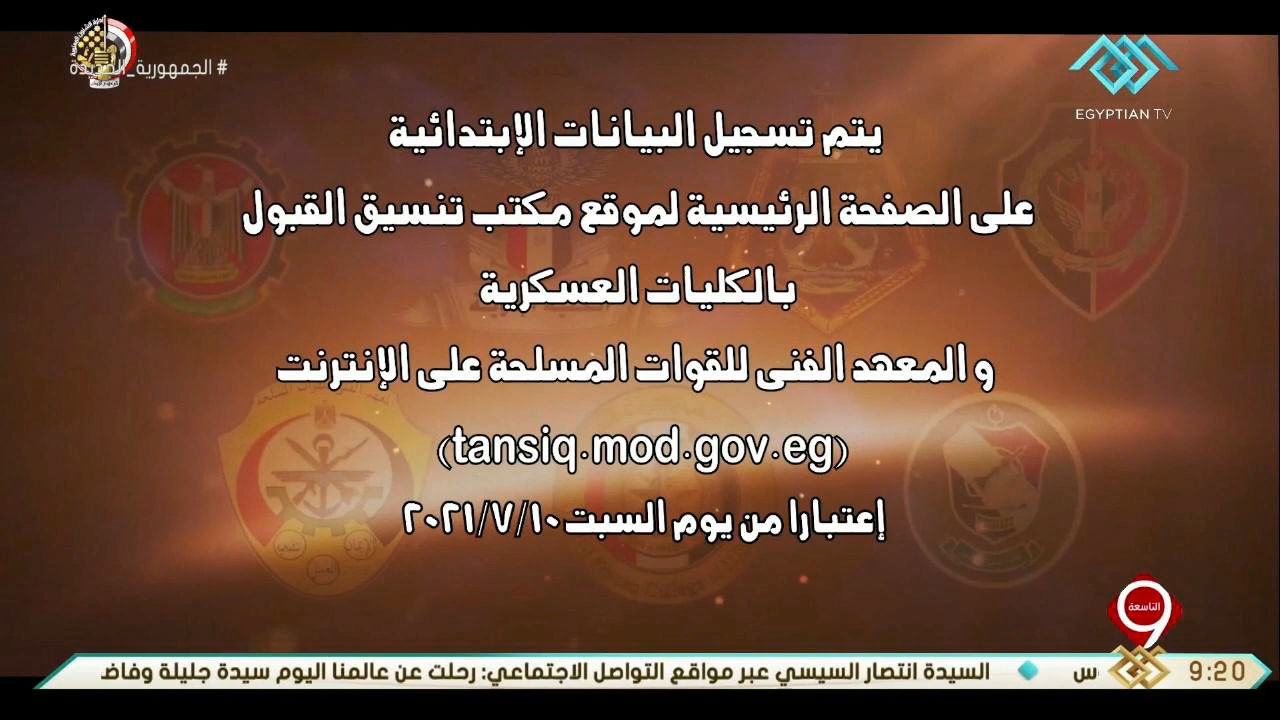 #الجمهورية_الجديدة
EGYPTIAN TV
يتم تسجيل البيانات الإبتدائية
على الصفحة الرئيسية لموقع مكتب تنسيق القبول
بالكليات العسكرية
و المعهد الفنى للقوات المسلحة على الإنترنت
(tansiq.mod.gov.eg)
إعتبارا من يوم السبت ٢٠٢١/٧/١٠
التاسعة
9
9:20
س
السيدة انتصار السيسي عبر مواقع التواصل الاجتماعي: رحلت عن عالمنا اليوم سيدة جليلة وفاض